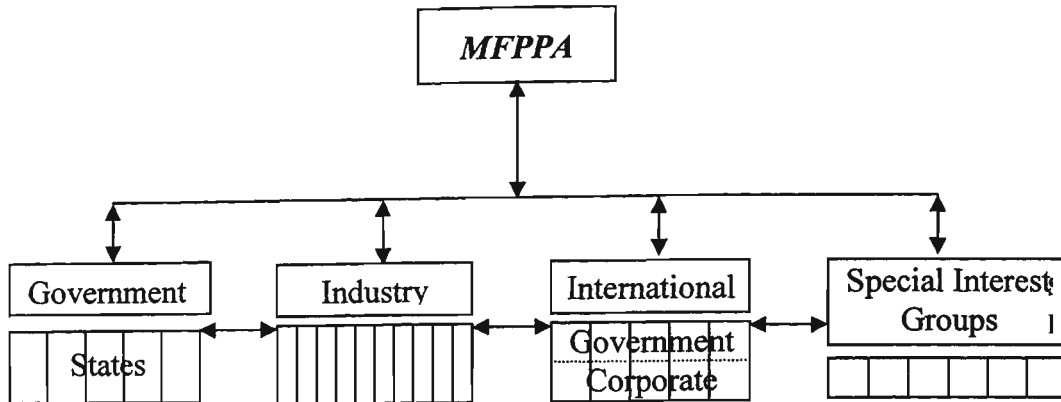 MFPPA
Government
Industry
International
Special Interest
Groups
States
Government
Corporate